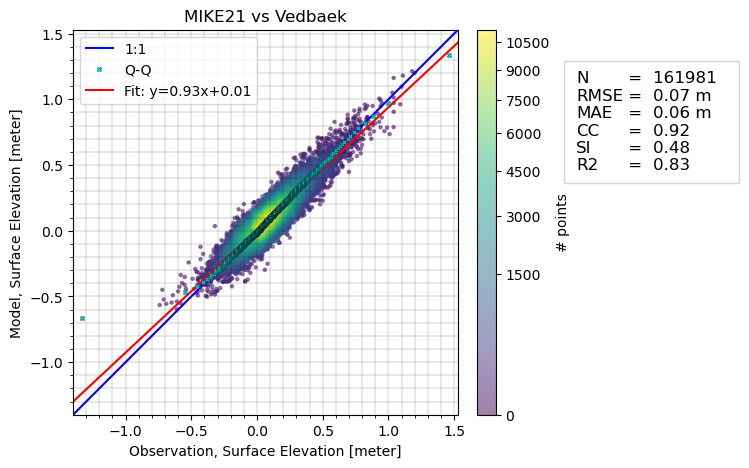 MIKE21 vs Vedbaek
1:1
Q-Q
Fit: y=0.93x+0.01
1.5
1.0
0.5
0.0
−0.5
−1.0
Model, Surface Elevation [meter]
−1.0
−0.5
0.0
0.5
1.0
1.5
Observation, Surface Elevation [meter]
10500
9000
7500
6000
4500
3000
1500
0
# points
N = 161981
RMSE = 0.07 m
MAE = 0.06 m
CC = 0.92
SI = 0.48
R2 = 0.83